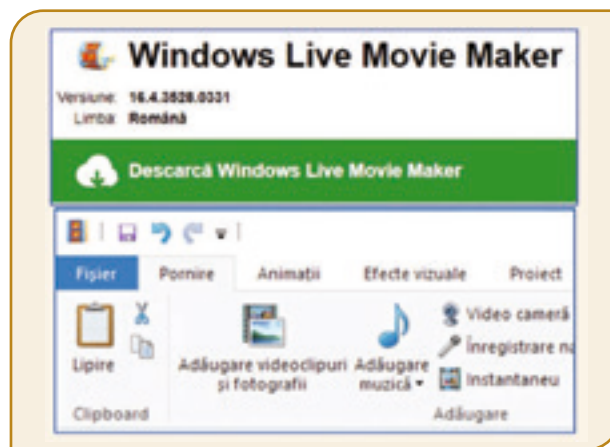 Windows Live Movie Maker
Versiune: 16.4.3528.0331
Limba: Română
Descarcă Windows Live Movie Maker
Fișier Pornire Animații Efecte vizuale Proiect
Lipire
Adăugare videoclipuri și fotografii
Adăugare muzică
Video cameră
Înregistrare
Instantaneu
Clipboard Adăugare